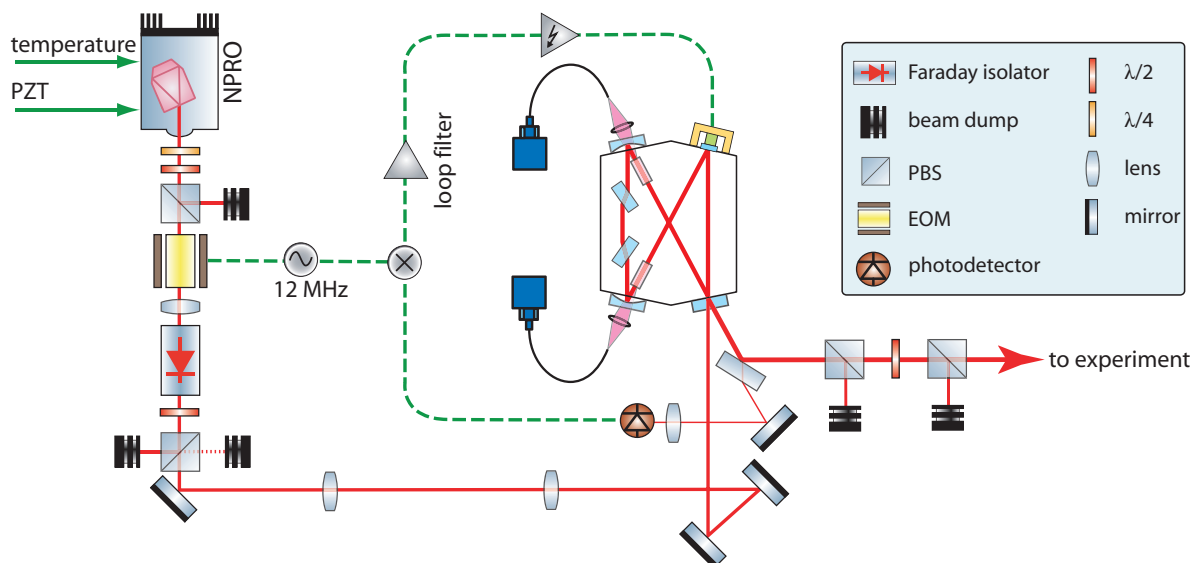 temperature
PZT
NPRO
12 MHz
loop filter
to experiment
Faraday isolator
beam dump
PBS
EOM
photodetector
λ/2
λ/4
lens
mirror